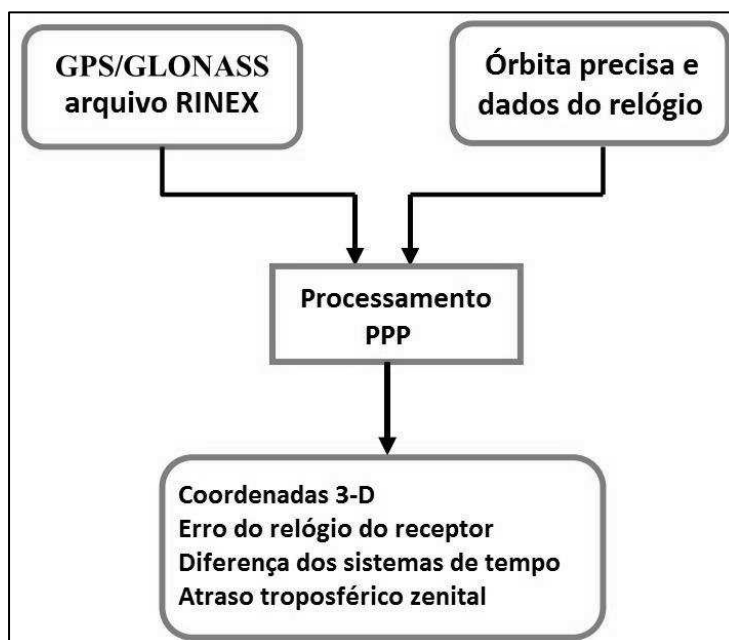 GPS/GLONASS
arquivo RINEX
Órbita precisa e
dados do relógio
Processamento
PPP
Coordenadas 3-D
Erro do relógio do receptor
Diferença dos sistemas de tempo
Atraso troposférico zenital